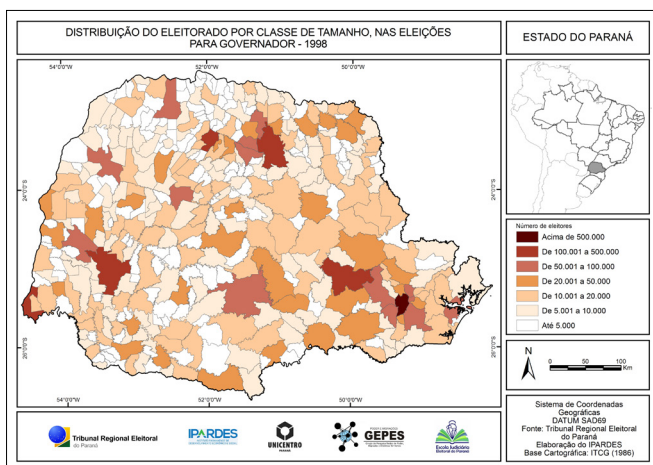 DISTRIBUIÇÃO DO ELEITORADO POR CLASSE DE TAMANHO, NAS ELEIÇÕES
PARA GOVERNADOR - 1998
ESTADO DO PARANÁ
54°0'0"W
52°0'0"W
50°0'0"W
24°0'0"S
24°0'0"S
26°0'0"S
26°0'0"S
54°0'0"W
52°0'0"W
50°0'0"W
Número de eleitores
Acima de 500.000
De 100.001 a 500.000
De 50.001 a 100.000
De 20.001 a 50.000
De 10.001 a 20.000
De 5.001 a 10.000
Até 5.000
N
0
50
100
Km
Sistema de Coordenadas
Geográficas
DATUM SAD69
Fonte: Tribunal Regional Eleitoral
do Paraná
Elaboração do IPARDES
Base Cartográfica: ITCG (1986)
Tribunal Regional Eleitoral
do Paraná
IPARDES
UNICENTRO
PARANÁ
GEPES
Escola Judiciária
Eleitoral do Paraná